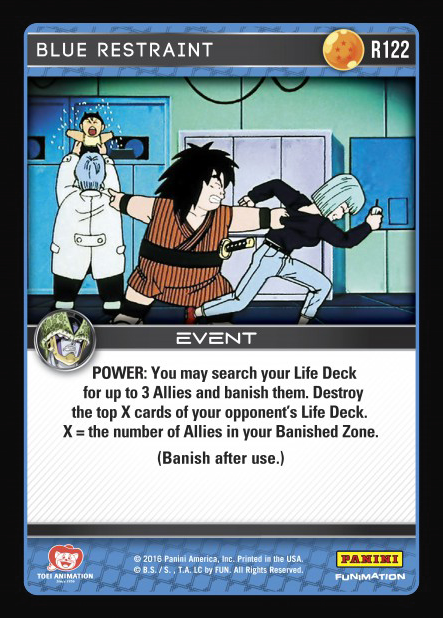 BLUE RESTRAINT
R122
EVENT
POWER: You may search your Life Deck
for up to 3 Allies and banish them. Destroy
the top X cards of your opponent's Life Deck.
X = the number of Allies in your Banished Zone.
(Banish after use.)
TOEI ANIMATION
© 2016 Panini America, Inc. Printed in the USA.
© B.S. / S. , T.A. LC by FUN. All Rights Reserved.
PANINI
FUNIMATION